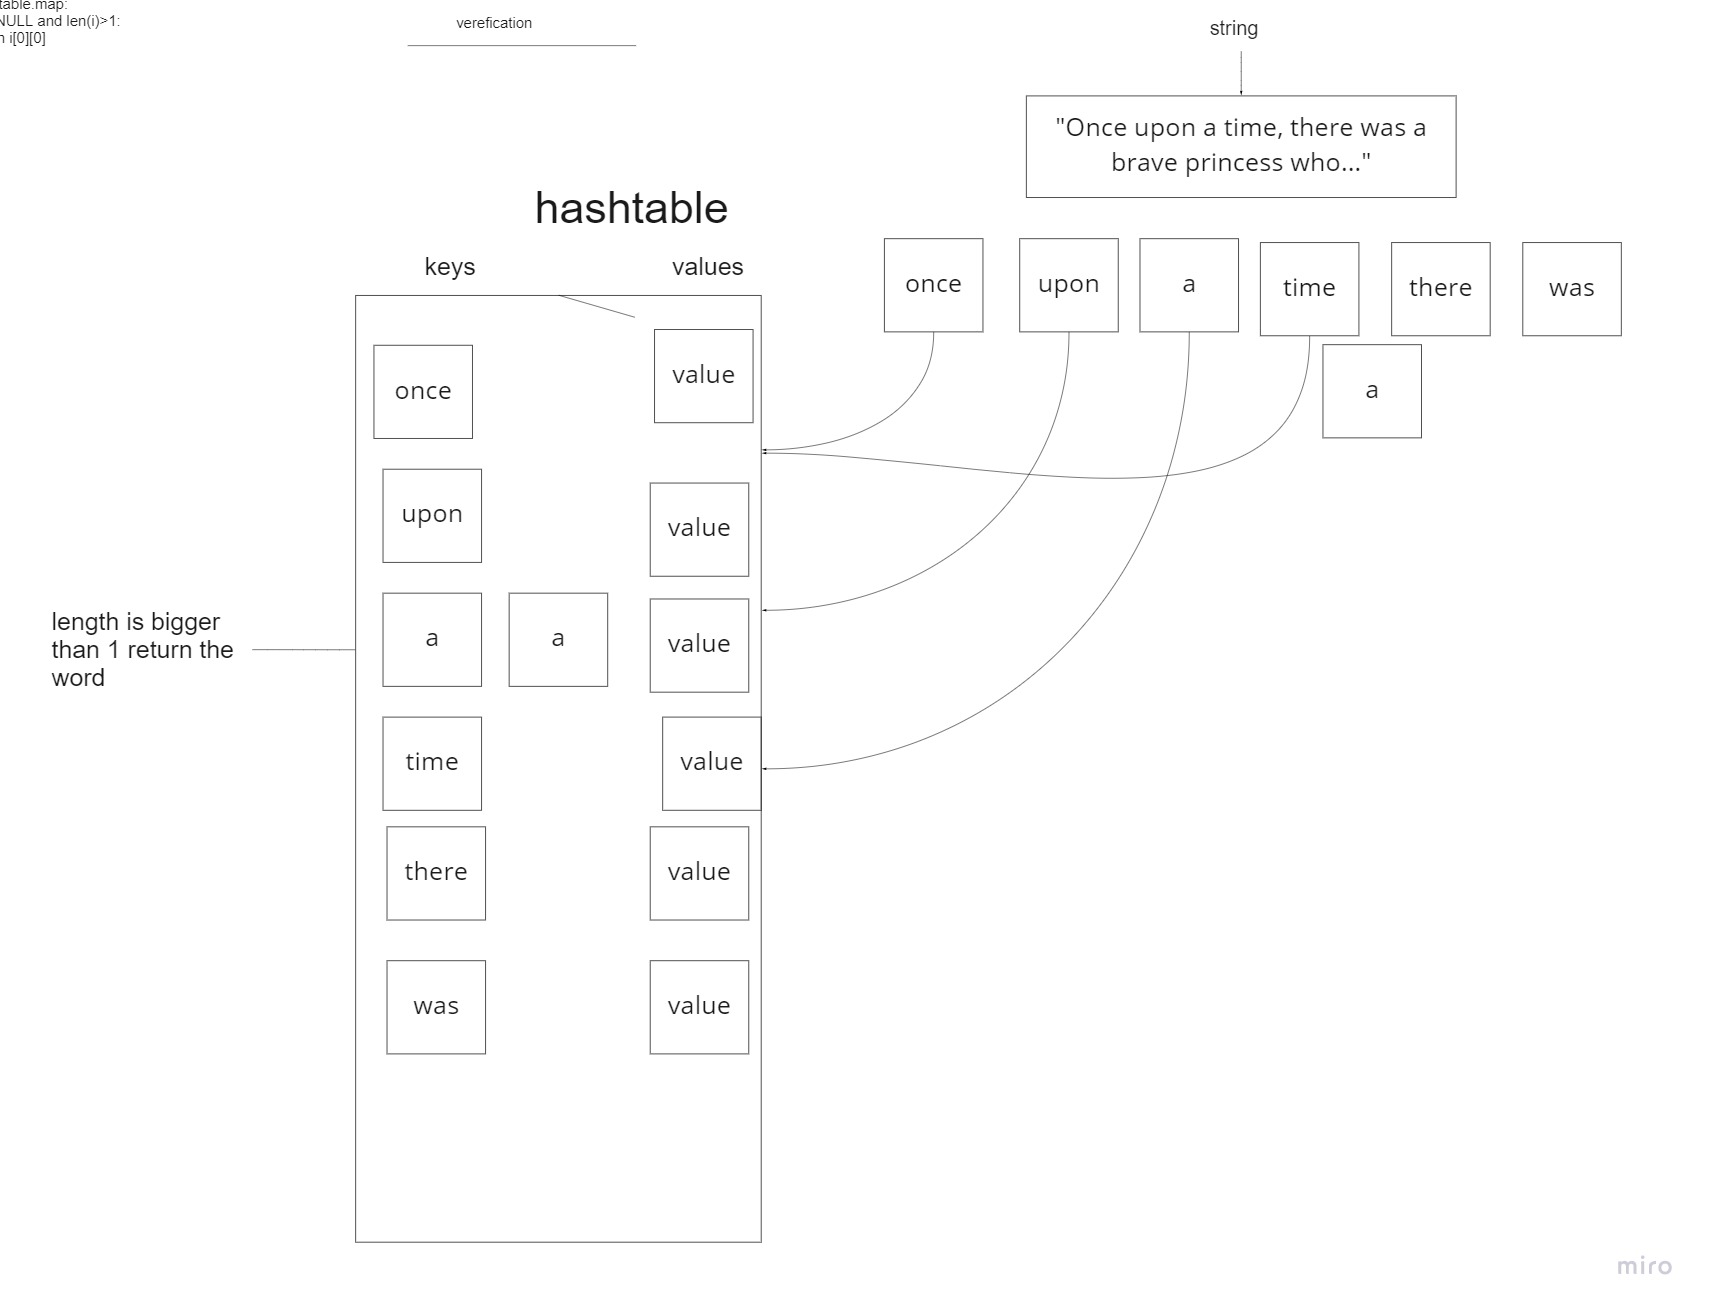 table.map:
NULL and len(i)>1:
i[0][0]
verefication
string
"Once upon a time, there was a
brave princess who..."
hashtable
keys
values
once
upon
a
time
there
was
a
once
value
upon
value
length is bigger
than 1 return the
word
a
a
value
time
value
there
value
was
value
miro